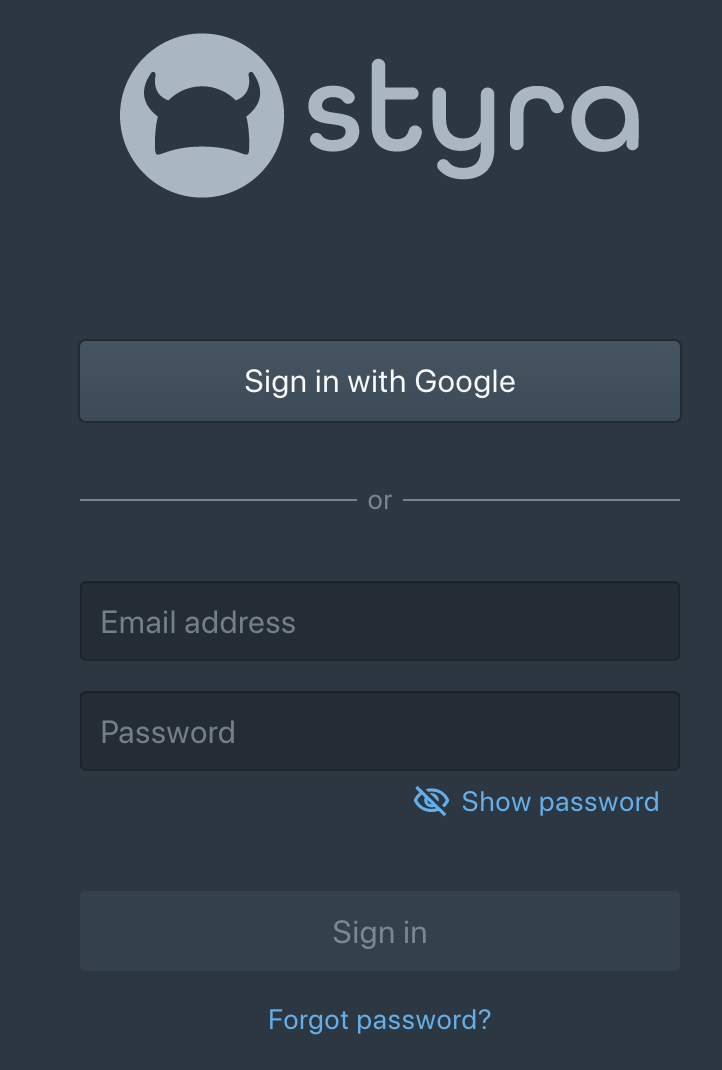 styra
Sign in with Google
or
Email address
Password
Show password
Sign in
Forgot password?